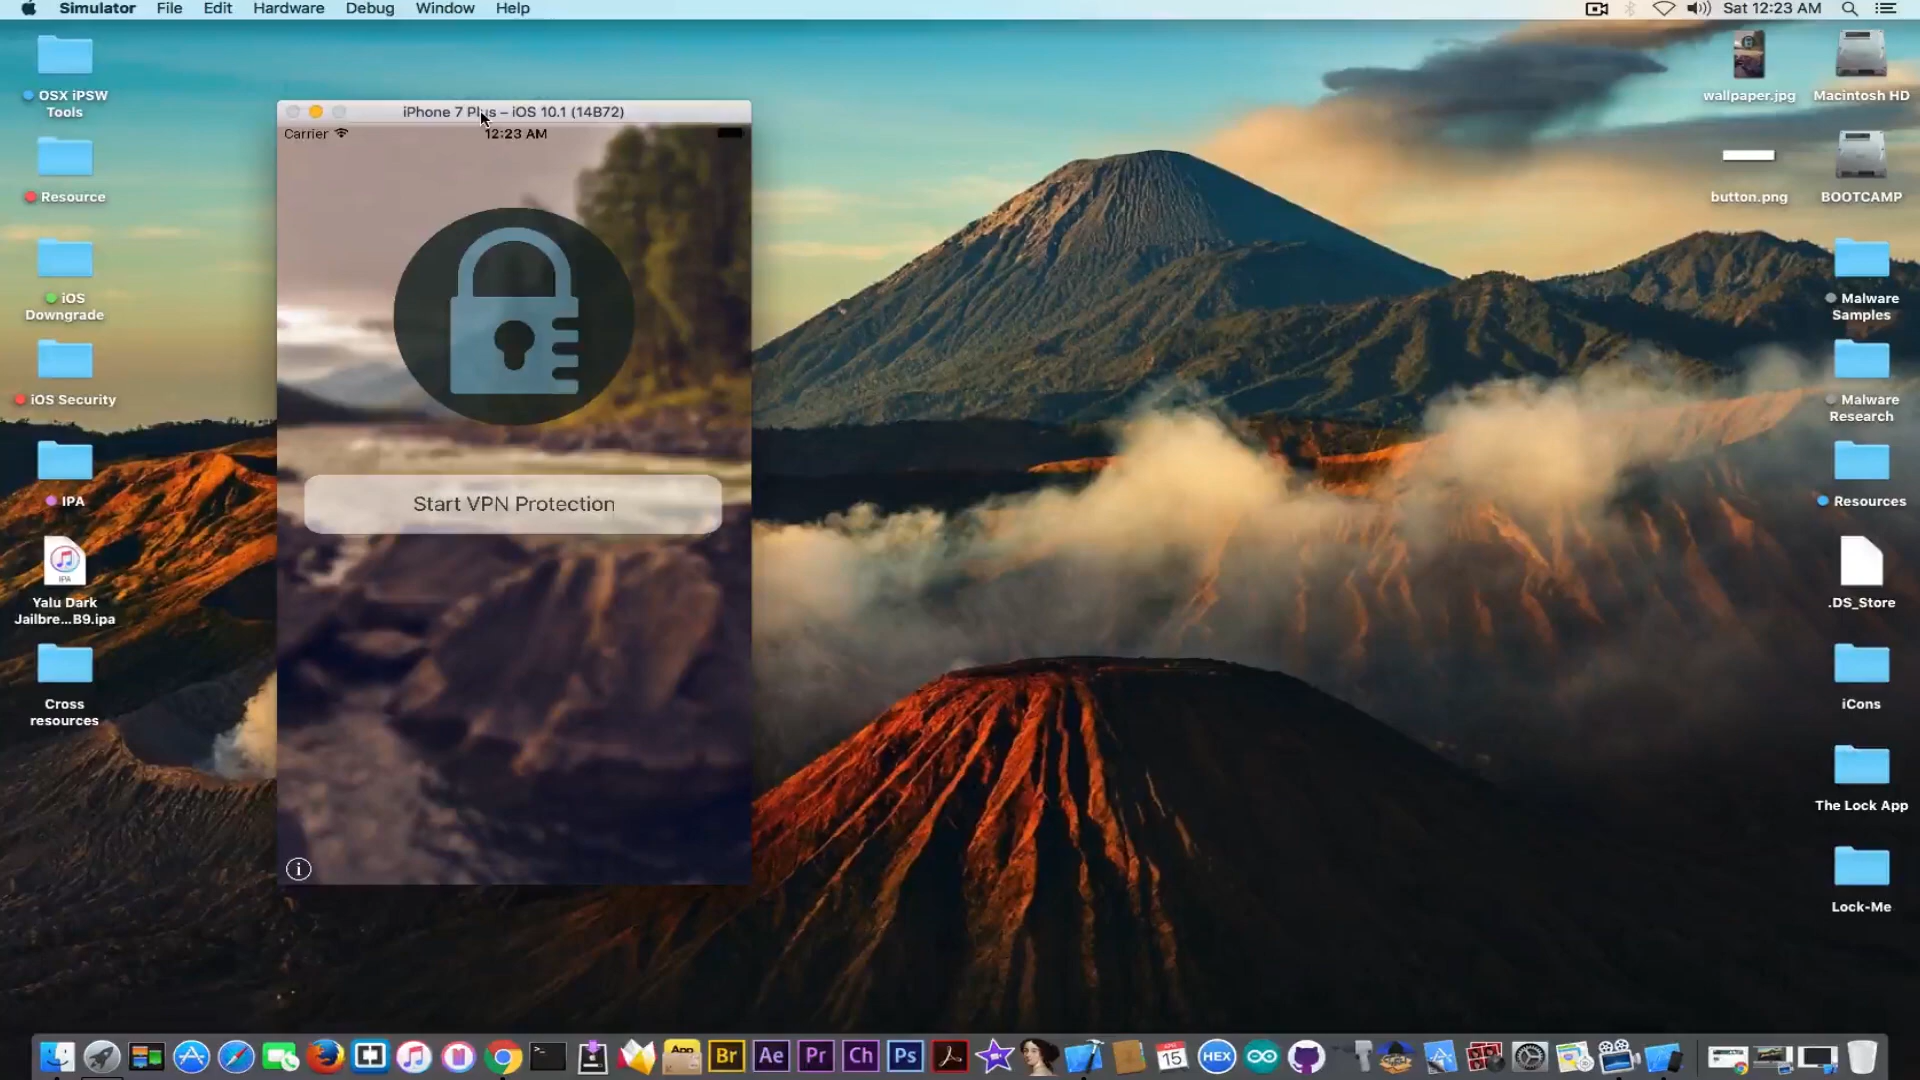 Simulator File Edit Hardware Debug Window Help
Sat 12:23 AM
OSX iPSW
Tools
Resource
iOS
Downgrade
iOS Security
IPA
IPA
Yalu Dark
Jailbre...B9.ipa
Cross
resources
iPhone 7 Plus – iOS 10.1 (14B72)
Carrier
12:23 AM
Start VPN Protection
i
wallpaper.jpg
Macintosh HD
button.png
BOOTCAMP
Malware
Samples
Malware
Research
Resources
.DS_Store
iCons
The Lock App
Lock-Me
App
Br
Ae
Pr
Ch
Ps
15
HEX